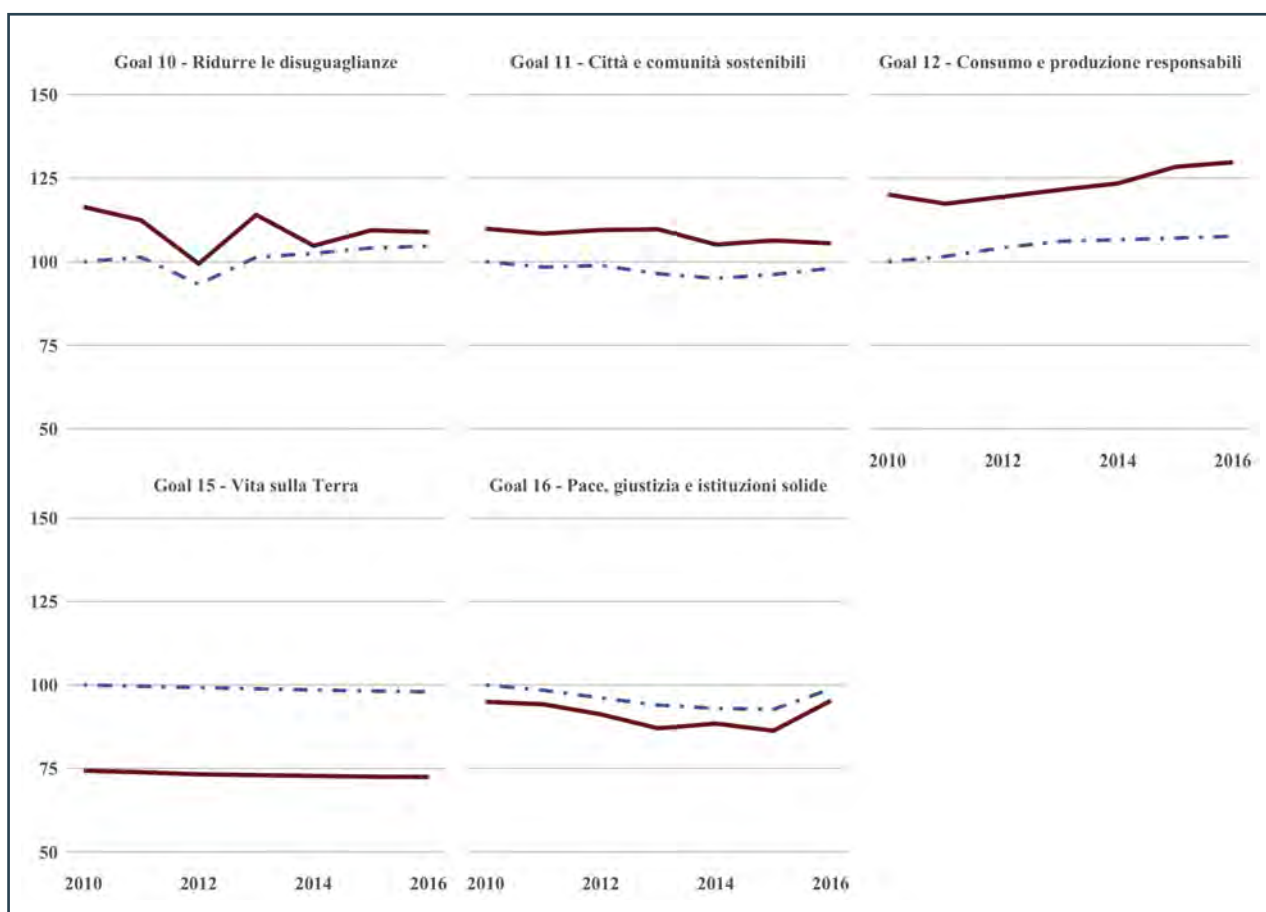 Goal 10 - Ridurre le disuguaglianze
Goal 11 - Città e comunità sostenibili
Goal 12 - Consumo e produzione responsabili
150
125
100
75
50
2010 2012 2014 2016
Goal 15 - Vita sulla Terra
Goal 16 - Pace, giustizia e istituzioni solide
150
125
100
75
50
2010 2012 2014 2016
2010 2012 2014 2016